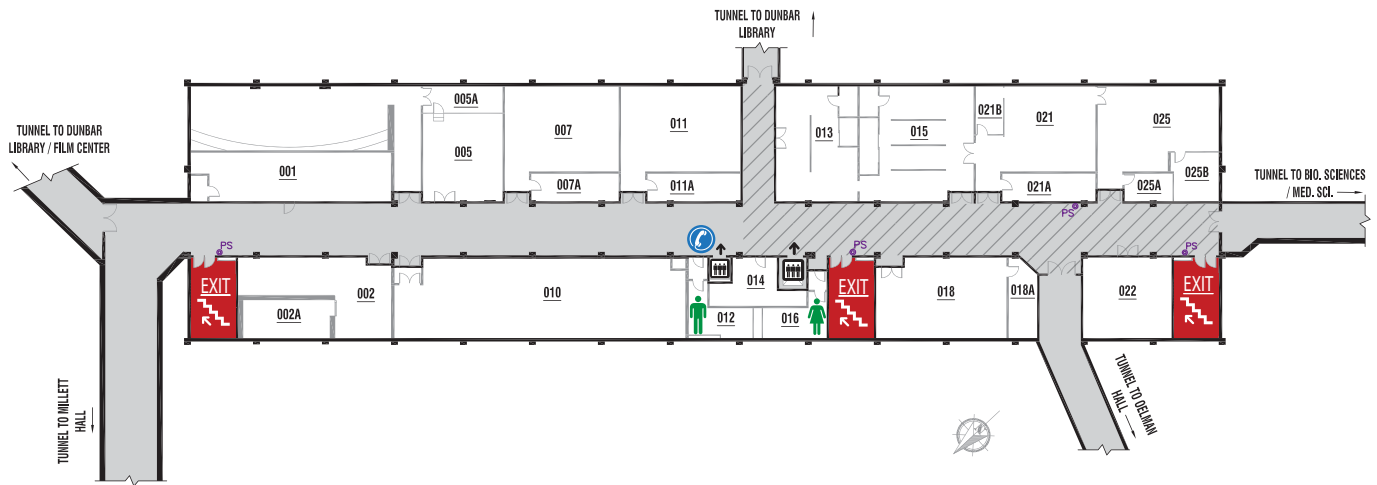 TUNNEL TO DUNBAR
LIBRARY
TUNNEL TO DUNBAR
LIBRARY / FILM CENTER
005A
007
011
013
015
021B
021
025
005
001
007A
011A
021A
025A
025B
TUNNEL TO BIO. SCIENCES
/ MED. SCI.
PS
PS
PS
PS
EXIT
002
002A
010
014
012
016
EXIT
018
018A
022
EXIT
TUNNEL TO MILLETT
HALL
TUNNEL TO OELMAN
HALL